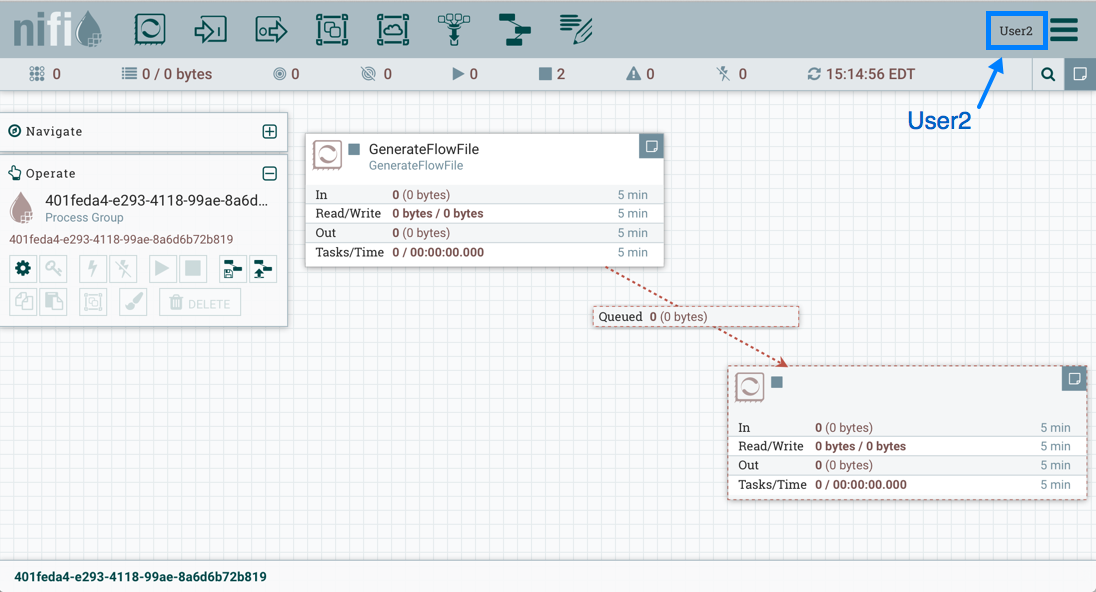 nifi
User2
0
0 / 0 bytes
0
0
0
2
0
0
15:14:56 EDT
User2
Navigate
Operate
401feda4-e293-4118-99ae-8a6d...
Process Group
401feda4-e293-4118-99ae-8a6d6b72b819
DELETE
GenerateFlowFile
GenerateFlowFile
In 0 (0 bytes) 5 min
Read/Write 0 bytes / 0 bytes 5 min
Out 0 (0 bytes) 5 min
Tasks/Time 0 / 00:00:00.000 5 min
Queued 0 (0 bytes)
In 0 (0 bytes) 5 min
Read/Write 0 bytes / 0 bytes 5 min
Out 0 (0 bytes) 5 min
Tasks/Time 0 / 00:00:00.000 5 min
401feda4-e293-4118-99ae-8a6d6b72b819